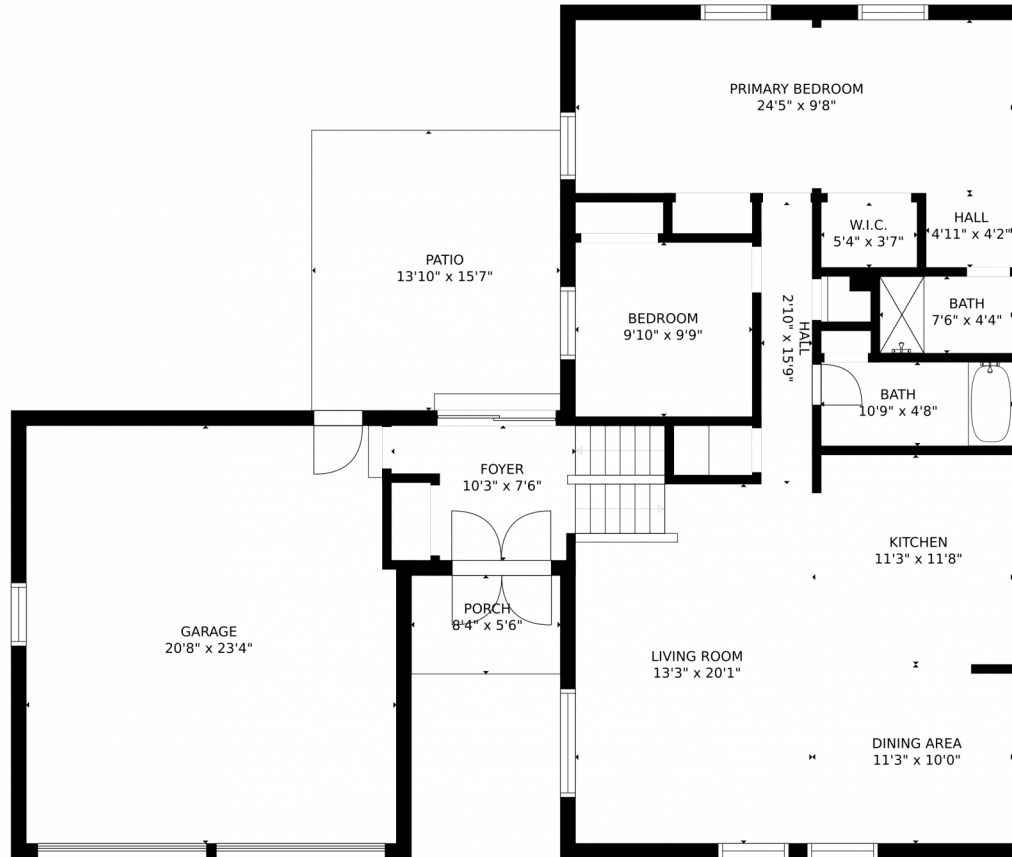 PRIMARY BEDROOM
24'5" x 9'8"
W.I.C.
5'4" x 3'7"
HALL
4'11" x 4'2"
PATIO
13'10" x 15'7"
BEDROOM
9'10" x 9'9"
HALL
2'10" x 15'9"
BATH
7'6" x 4'4"
BATH
10'9" x 4'8"
FOYER
10'3" x 7'6"
KITCHEN
11'3" x 11'8"
PORCH
8'4" x 5'6"
GARAGE
20'8" x 23'4"
LIVING ROOM
13'3" x 20'1"
DINING AREA
11'3" x 10'0"